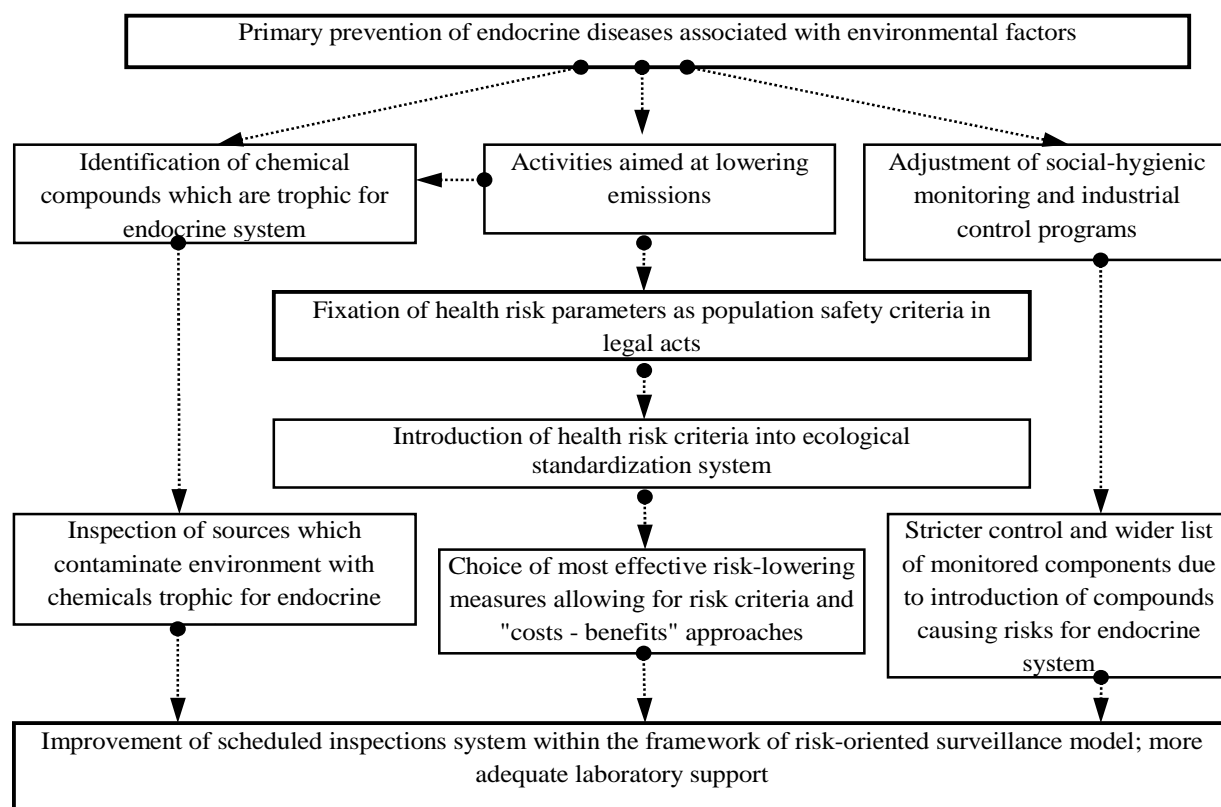 Primary prevention of endocrine diseases associated with environmental factors
Identification of chemical
compounds which are trophic for
endocrine system
Activities aimed at lowering
emissions
Adjustment of social-hygienic
monitoring and industrial
control programs
Fixation of health risk parameters as population safety criteria in
legal acts
Introduction of health risk criteria into ecological
standardization system
Inspection of sources which
contaminate environment with
chemicals trophic for endocrine
Choice of most effective risk-lowering
measures allowing for risk criteria and
"costs - benefits" approaches
Stricter control and wider list
of monitored components due
to introduction of compounds
causing risks for endocrine
system
Improvement of scheduled inspections system within the framework of risk-oriented surveillance model; more
adequate laboratory support